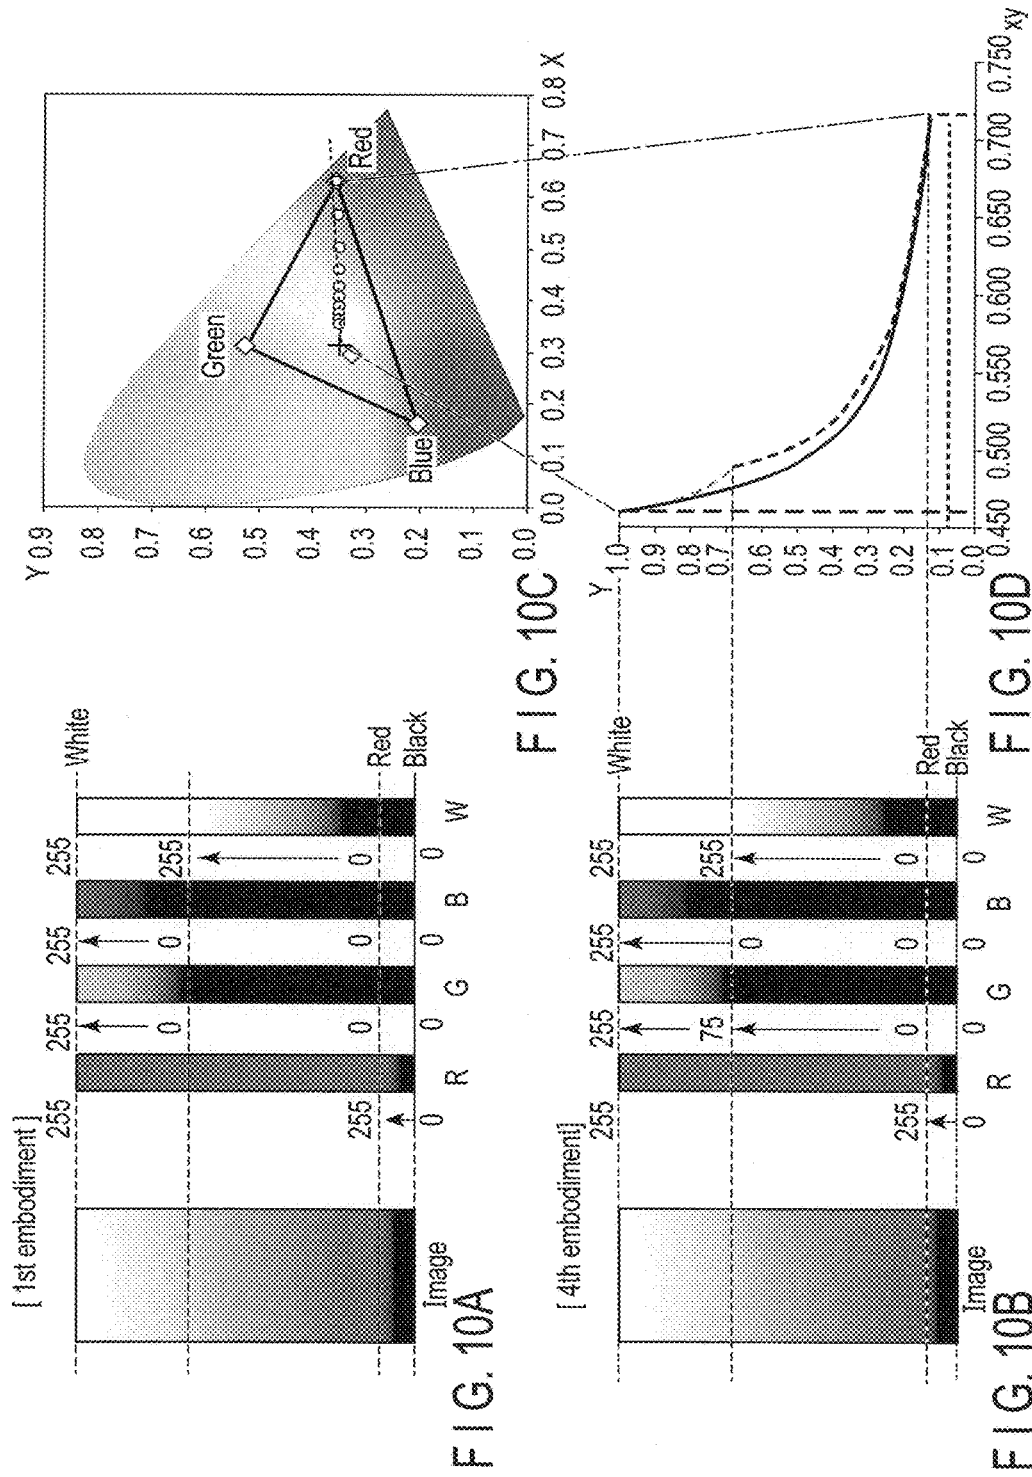 [ 1st embodiment ]
255
255
255
255
White
255
255
0
0
0
0
0
Red
0
0
0
0
Black
Image
R
G
B
W
FIG. 10A
[ 4th embodiment]
255
255
255
255
White
75
0
255
255
0
0
0
Red
0
0
0
0
Black
Image
R
G
B
W
FIG. 10B
Y 0.9
0.8
0.7
0.6
0.5
0.4
0.3
0.2
0.1
0.0
Green
Red
Blue
0.0 0.1 0.2 0.3 0.4 0.5 0.6 0.7 0.8 X
FIG. 10C
Y
1.0
0.9
0.8
0.7
0.6
0.5
0.4
0.3
0.2
0.1
0.0
0.450 0.500 0.550 0.600 0.650 0.700 0.750 xy
FIG. 10D